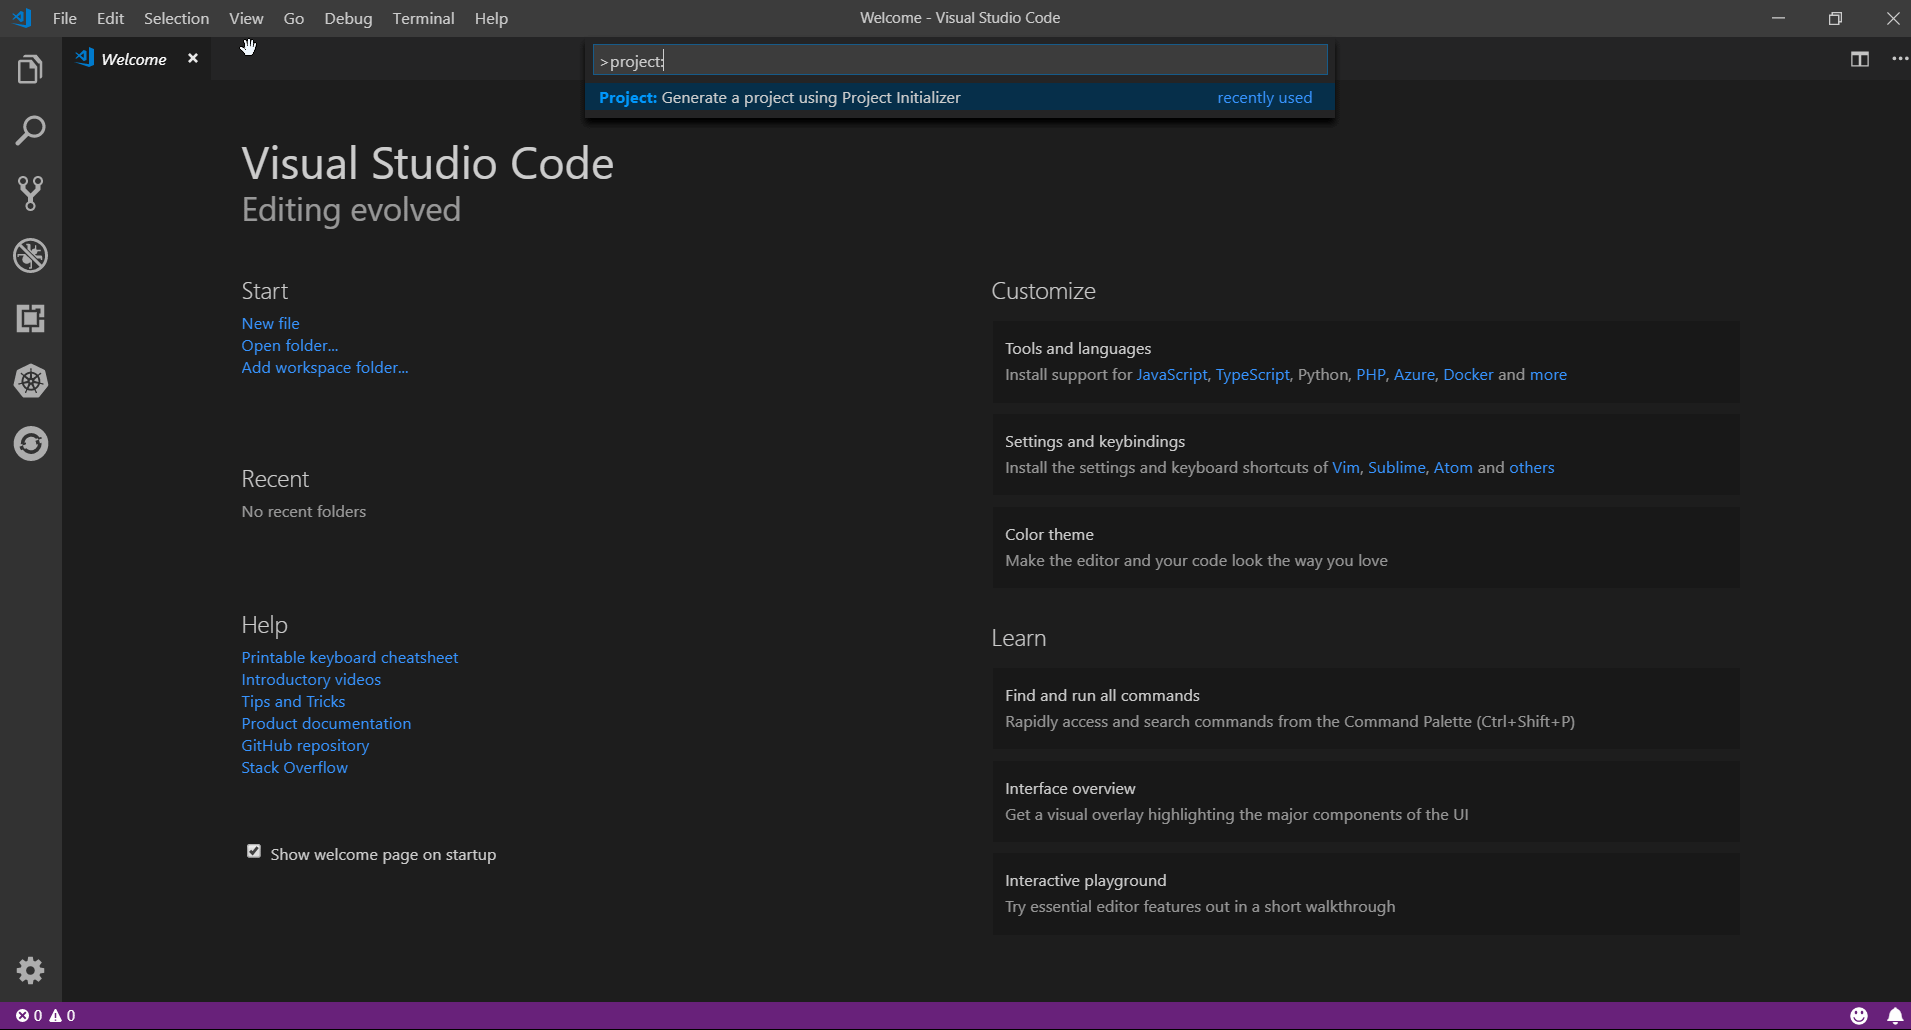 File Edit Selection View Go Debug Terminal Help
Welcome - Visual Studio Code
Welcome
>project:
Project: Generate a project using Project Initializer recently used
Visual Studio Code
Editing evolved
Start
New file
Open folder...
Add workspace folder...
Recent
No recent folders
Help
Printable keyboard cheatsheet
Introductory videos
Tips and Tricks
Product documentation
GitHub repository
Stack Overflow
Show welcome page on startup
Customize
Tools and languages
Install support for JavaScript, TypeScript, Python, PHP, Azure, Docker and more
Settings and keybindings
Install the settings and keyboard shortcuts of Vim, Sublime, Atom and others
Color theme
Make the editor and your code look the way you love
Learn
Find and run all commands
Rapidly access and search commands from the Command Palette (Ctrl+Shift+P)
Interface overview
Get a visual overlay highlighting the major components of the UI
Interactive playground
Try essential editor features out in a short walkthrough
0 0